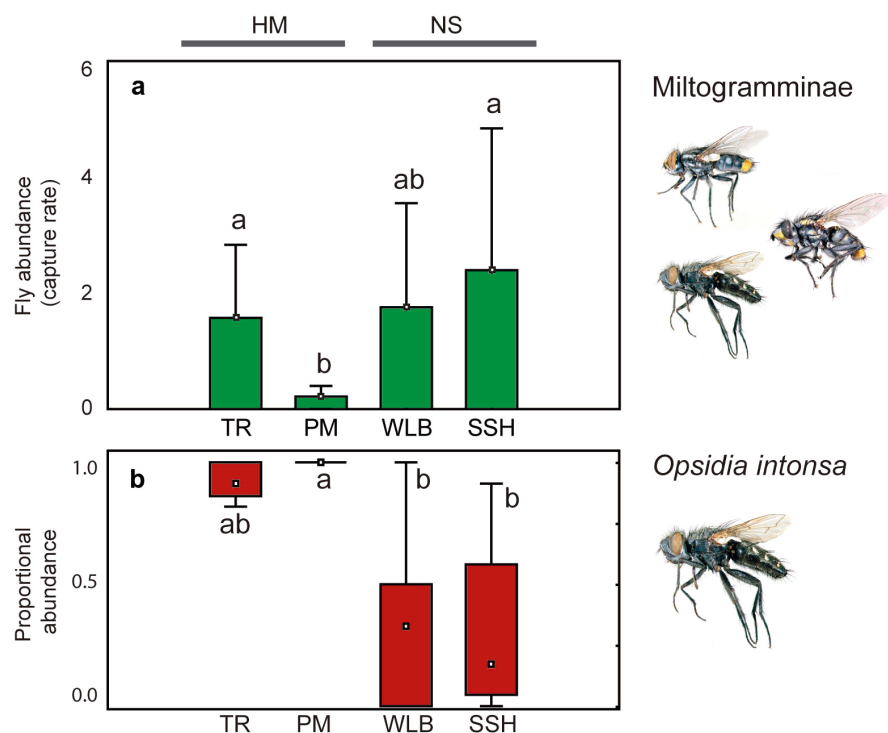 HM NS
a
6
4
2
0
Fly abundance
(capture rate)
a
b
ab
a
TR PM WLB SSH
Miltogramminae
b
1.0
0.5
0.0
Proportional
abundance
ab
a
b
b
TR PM WLB SSH
Opsidia intonsa